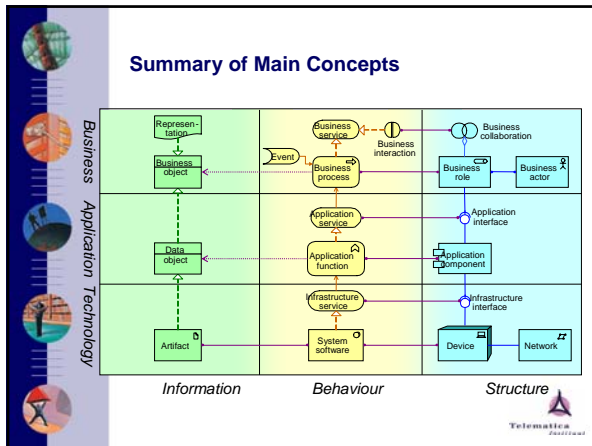 Summary of Main Concepts
Business
Represen-
tation
Business
service
Business
interaction
Business
collaboration
Event
Business
object
Business
process
Business
role
Business
actor
Application
Application
service
Application
interface
Data
object
Application
function
Application
component
Technology
Infrastructure
service
Infrastructure
interface
Artifact
System
software
Device
Network
Information
Behaviour
Structure
Telematica
Instituut